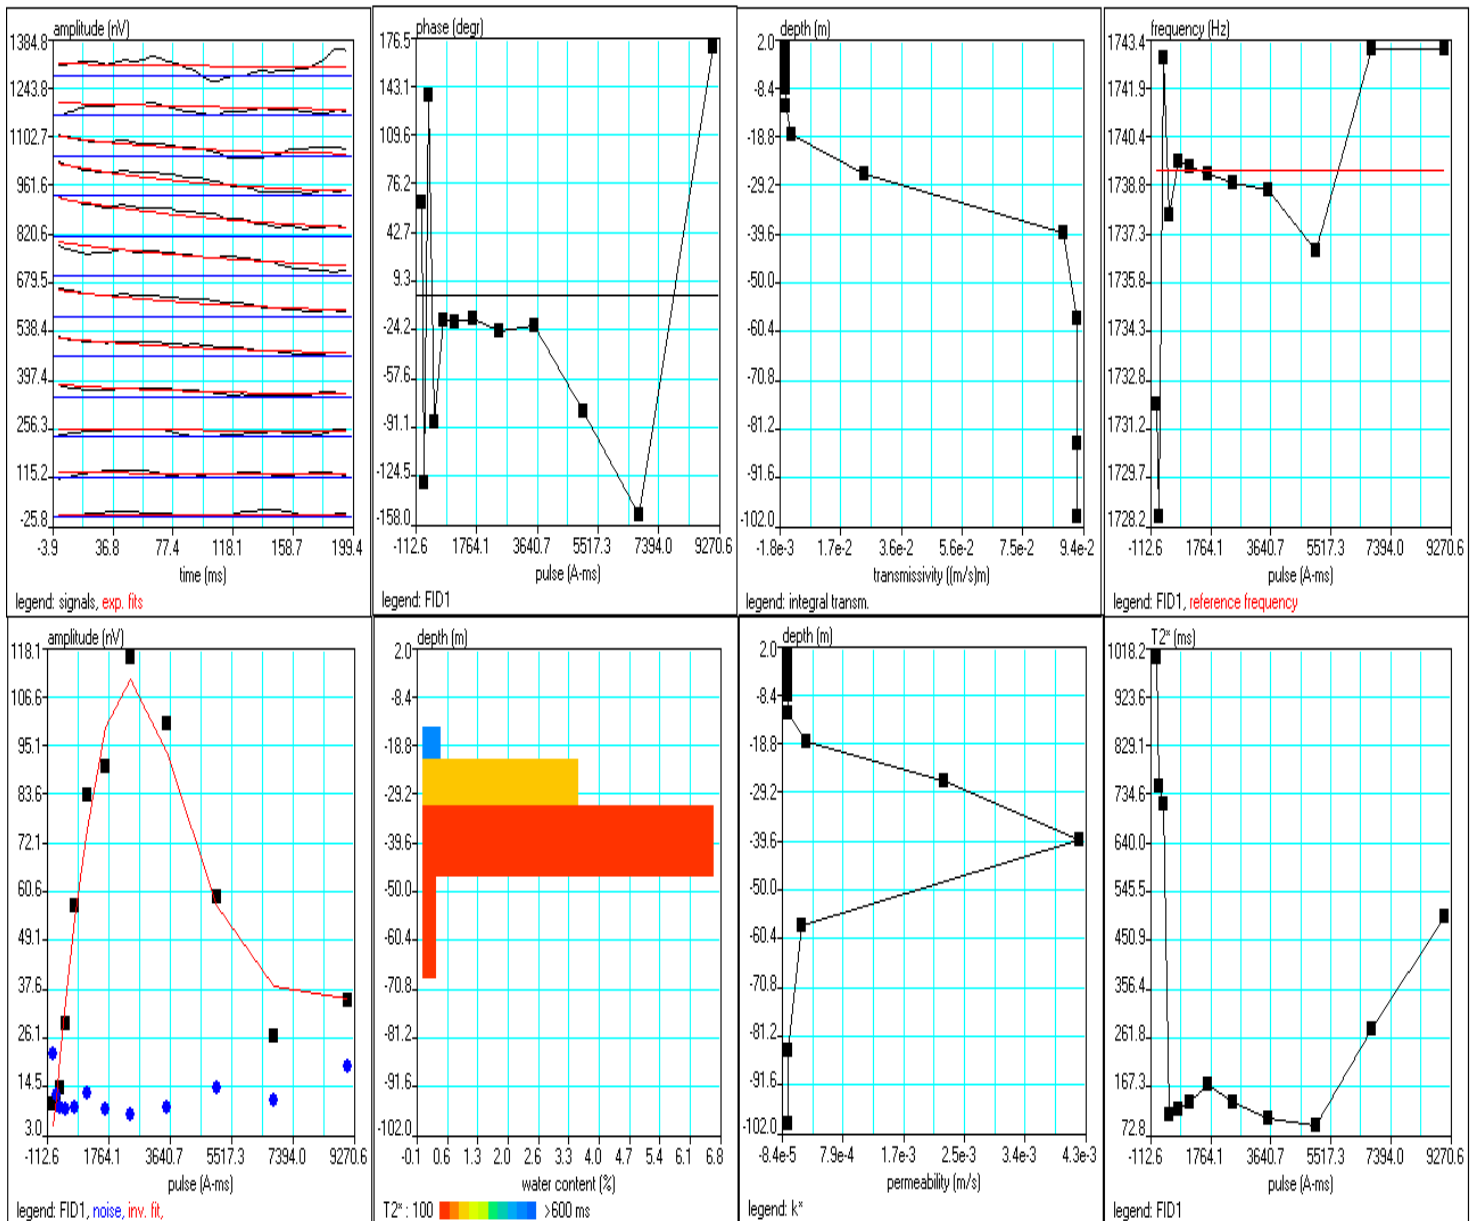 amplitude (nV)
1384.8
1243.8
1102.7
961.6
820.6
679.5
538.4
397.4
256.3
115.2
-25.8
-3.9 36.8 77.4 118.1 158.7 199.4
time (ms)
legend: signals, exp. fits
phase (degr)
176.5
143.1
109.6
76.2
42.7
9.3
-24.2
-57.6
-91.1
-124.5
-158.0
-112.6 1764.1 3640.7 5517.3 7394.0 9270.6
pulse (A-ms)
legend: FID1
depth (m)
2.0
-8.4
-18.8
-29.2
-39.6
-50.0
-60.4
-70.8
-81.2
-91.6
-102.0
-1.8e-3 1.7e-2 3.6e-2 5.6e-2 7.5e-2 9.4e-2
transmissivity ((m/s)m)
legend: integral transm.
frequency (Hz)
1743.4
1741.9
1740.4
1738.8
1737.3
1735.8
1734.3
1732.8
1731.2
1729.7
1728.2
-112.6 1764.1 3640.7 5517.3 7394.0 9270.6
pulse (A-ms)
legend: FID1, reference frequency
amplitude (nV)
118.1
106.6
95.1
83.6
72.1
60.6
49.1
37.6
26.1
14.5
3.0
-112.6 1764.1 3640.7 5517.3 7394.0 9270.6
pulse (A-ms)
legend: FID1, noise, inv. fit,
depth (m)
2.0
-8.4
-18.8
-29.2
-39.6
-50.0
-60.4
-70.8
-81.2
-91.6
-102.0
-0.1 0.6 1.3 2.0 2.6 3.3 4.0 4.7 5.4 6.1 6.8
water content (%)
T2* : 100 >600 ms
depth (m)
2.0
-8.4
-18.8
-29.2
-39.6
-50.0
-60.4
-70.8
-81.2
-91.6
-102.0
-8.4e-5 7.9e-4 1.7e-3 2.5e-3 3.4e-3 4.3e-3
permeability (m/s)
legend: k*
T2* (ms)
1018.2
923.6
829.1
734.6
640.0
545.5
450.9
356.4
261.8
167.3
72.8
-112.6 1764.1 3640.7 5517.3 7394.0 9270.6
pulse (A-ms)
legend: FID1